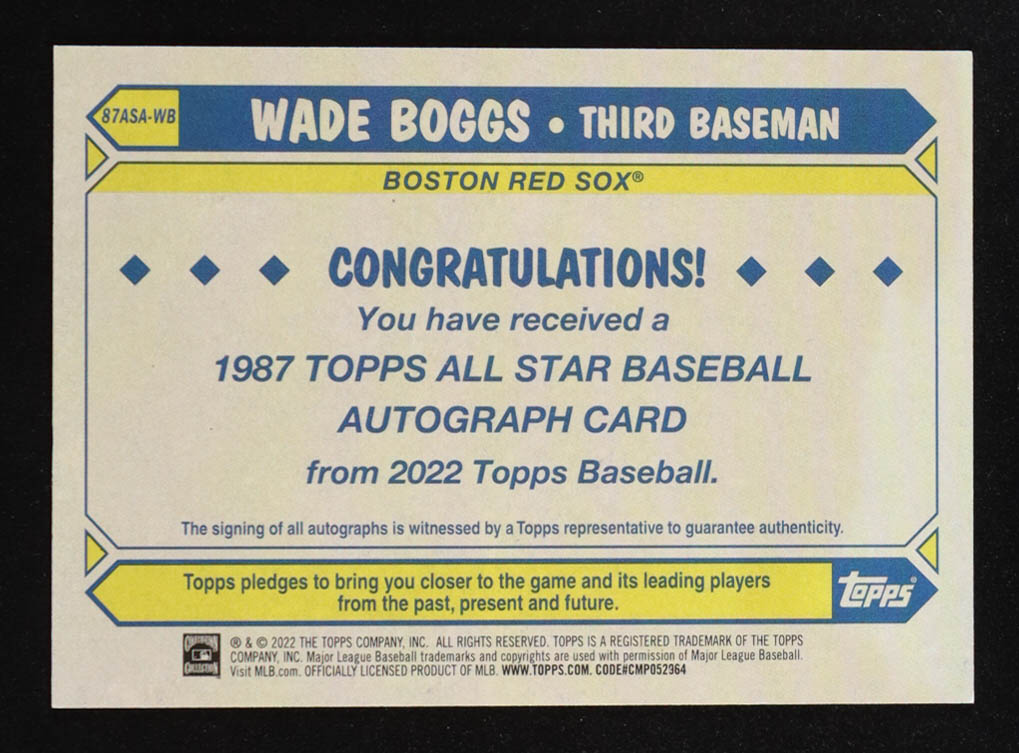 87ASA-WB
WADE BOGGS • THIRD BASEMAN
BOSTON RED SOX®
CONGRATULATIONS!
You have received a
1987 TOPPS ALL STAR BASEBALL
AUTOGRAPH CARD
from 2022 Topps Baseball.
The signing of all autographs is witnessed by a Topps representative to guarantee authenticity.
Topps pledges to bring you closer to the game and its leading players
from the past, present and future.
Topps®
® & © 2022 THE TOPPS COMPANY, INC. ALL RIGHTS RESERVED. TOPPS IS A REGISTERED TRADEMARK OF THE TOPPS
COMPANY, INC. Major League Baseball trademarks and copyrights are used with permission of Major League Baseball.
Visit MLB.com. OFFICIALLY LICENSED PRODUCT OF MLB. WWW.TOPPS.COM. CODE#CMP052964